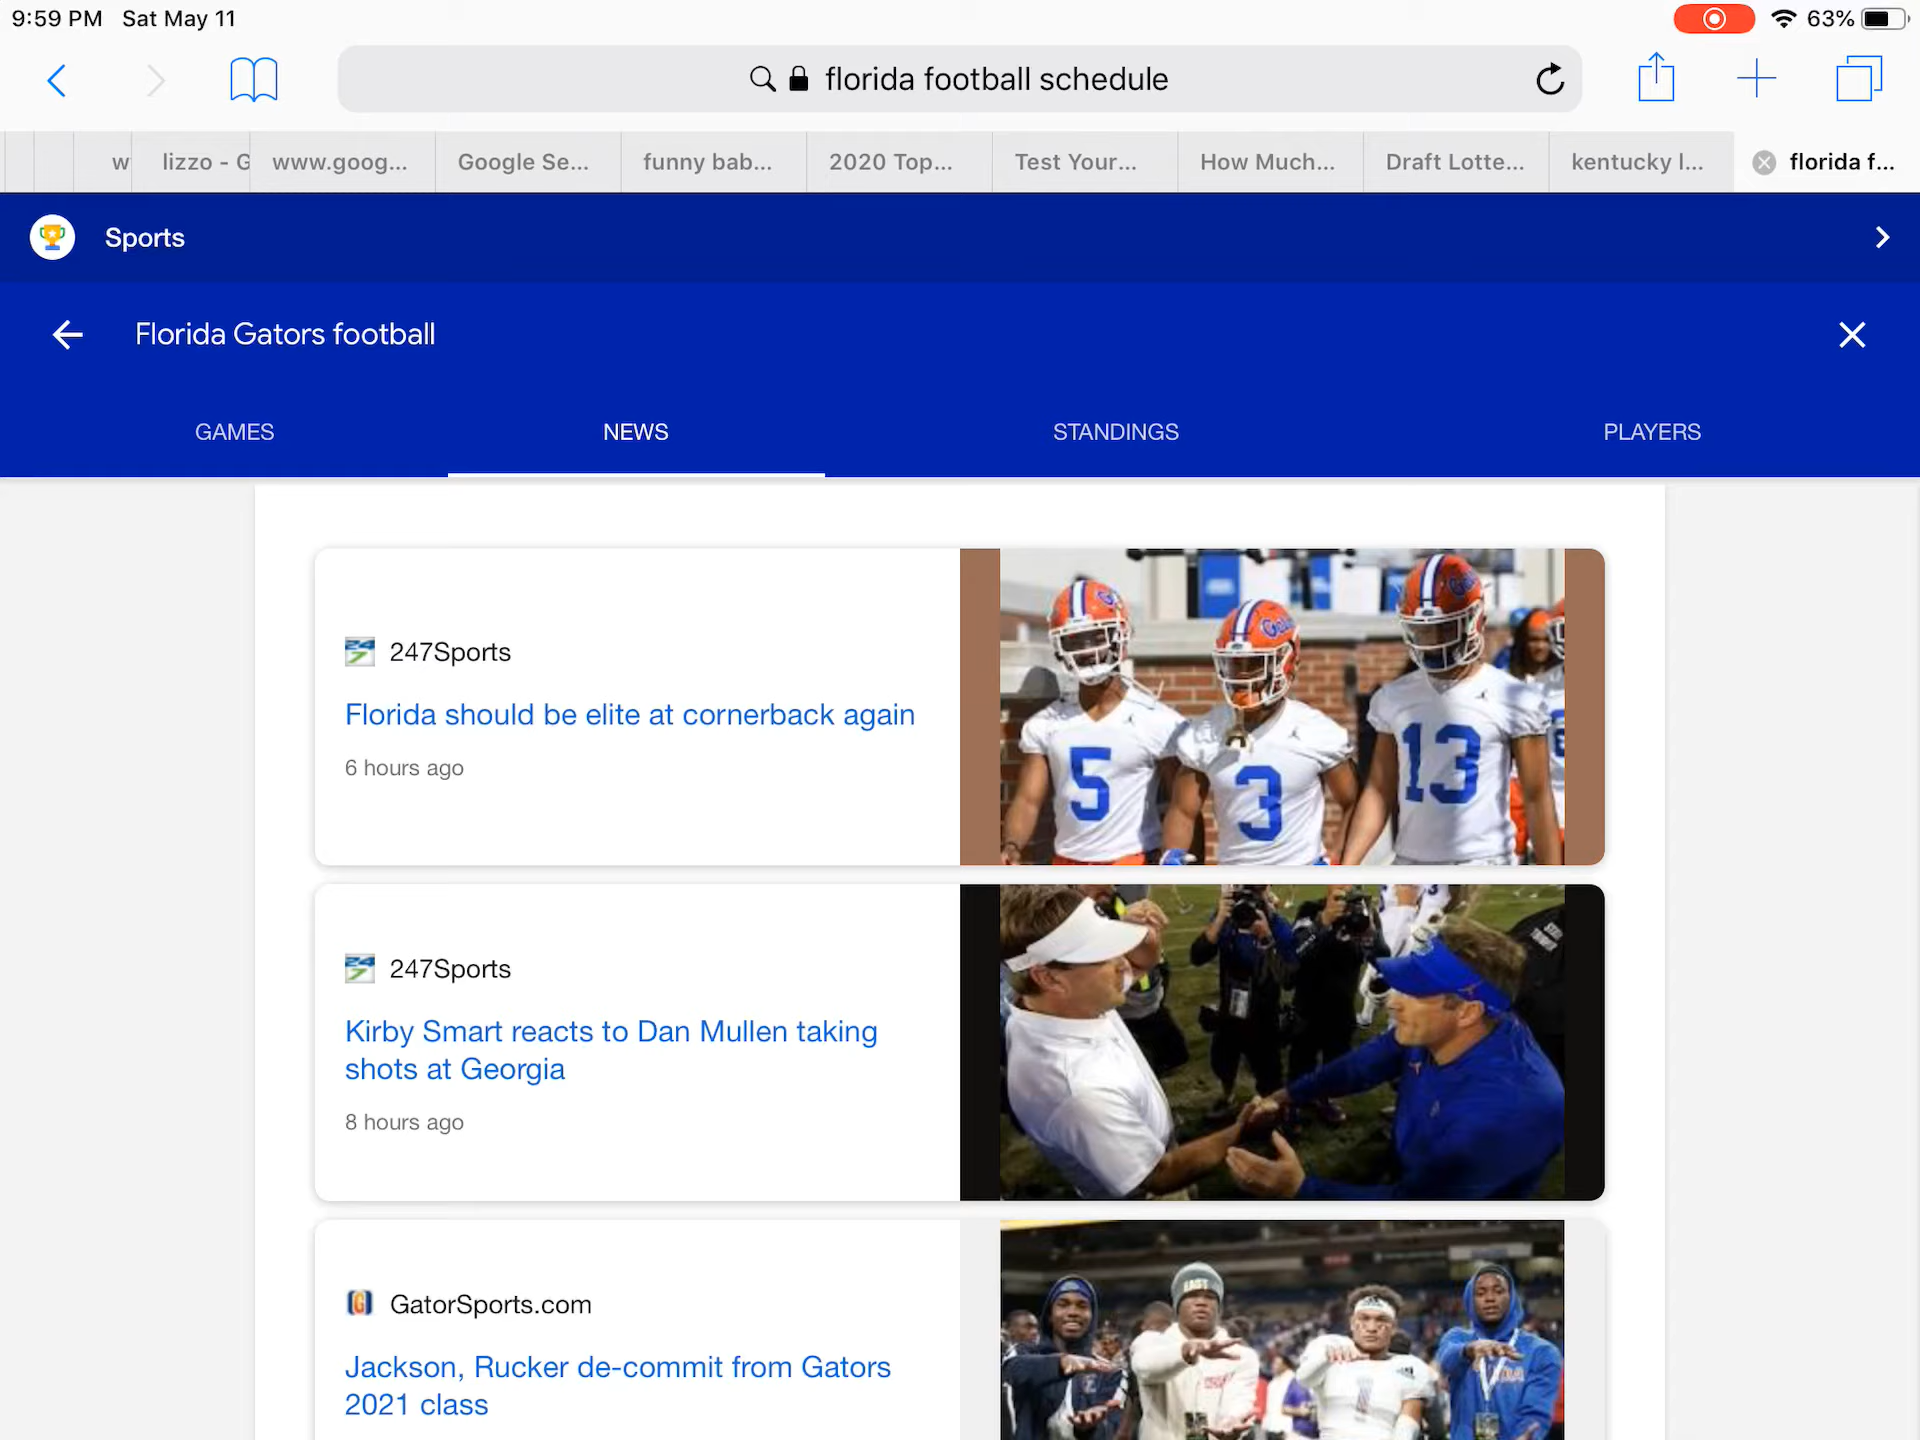 9:59 PM Sat May 11
63%
florida football schedule
w
lizzo - G
www.goog...
Google Se...
funny bab...
2020 Top...
Test Your...
How Much...
Draft Lotte...
kentucky l...
florida f...
Sports
Florida Gators football
GAMES
NEWS
STANDINGS
PLAYERS
247Sports
Florida should be elite at cornerback again
6 hours ago
5
3
13
247Sports
Kirby Smart reacts to Dan Mullen taking
shots at Georgia
8 hours ago
GatorSports.com
Jackson, Rucker de-commit from Gators
2021 class
EAST
1